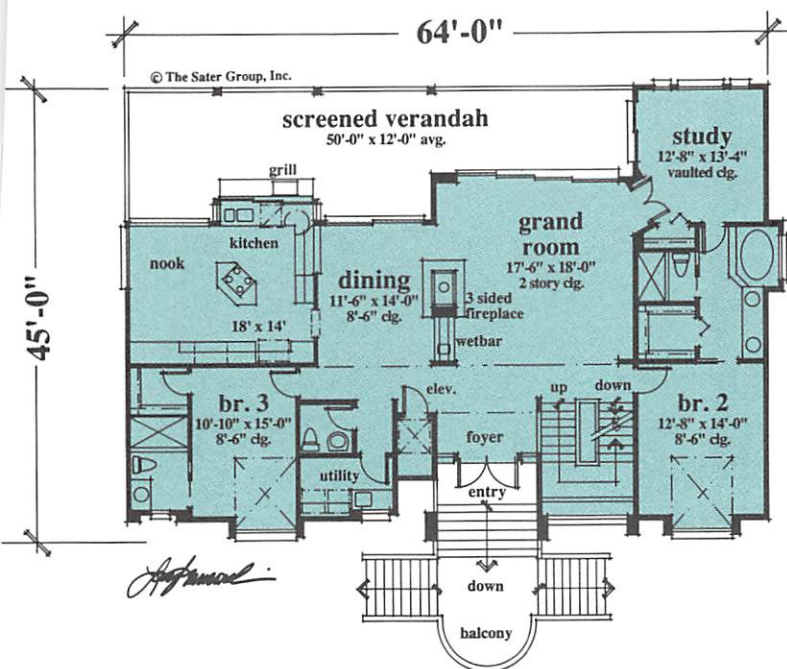 64'-0"
© The Sater Group, Inc.
screened verandah
50'-0" x 12'-0" avg.
study
12'-8" x 13'-4"
vaulted clg.
grill
kitchen
nook
18' x 14'
dining
11'-6" x 14'-0"
8'-6" clg.
grand
room
17'-6" x 18'-0"
2 story clg.
3 sided
fireplace
wetbar
45'-0"
br. 3
10'-10" x 15'-0"
8'-6" clg.
elev.
up
down
br. 2
12'-8" x 14'-0"
8'-6" clg.
foyer
utility
entry
down
balcony